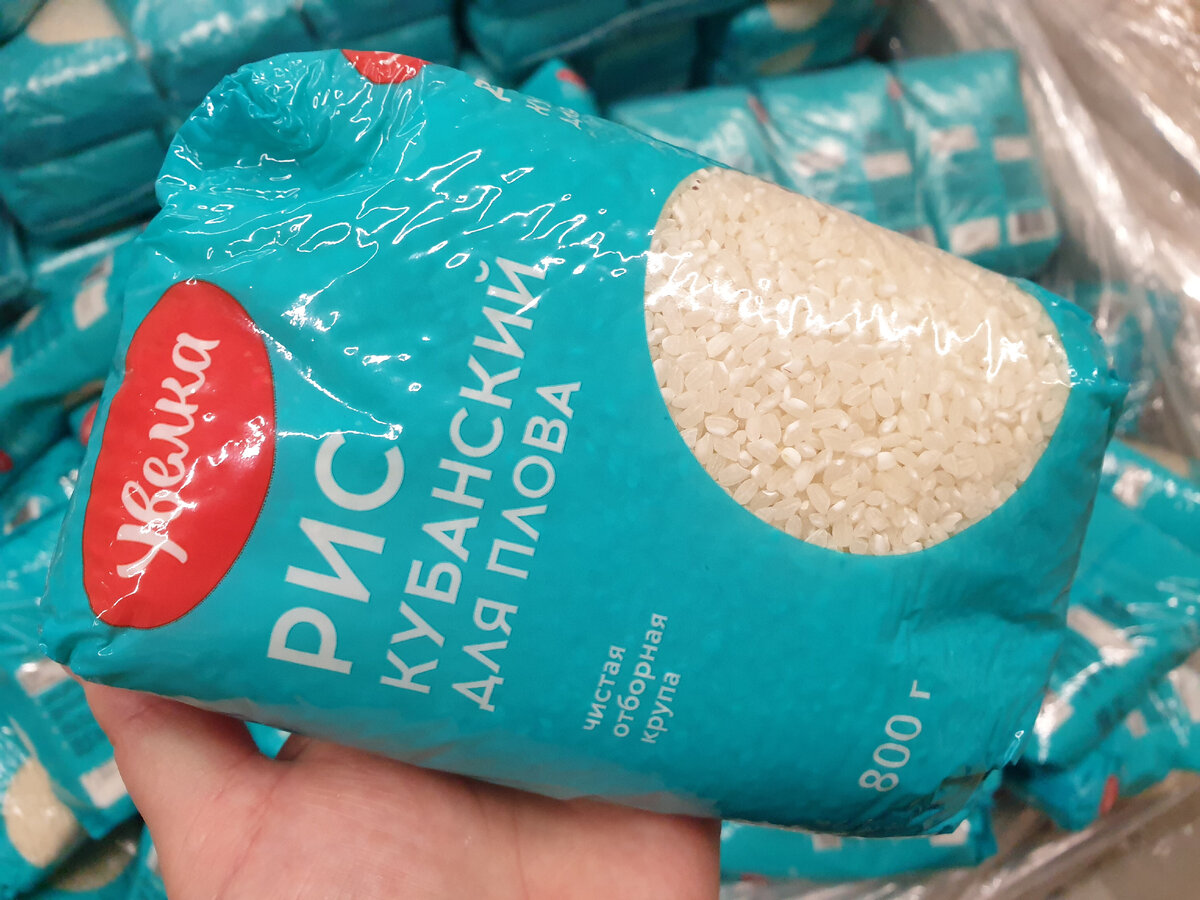 Увелка
РИС
КУБАНСКИЙ
ДЛЯ ПЛОВА
чистая
отборная
крупа
800 г